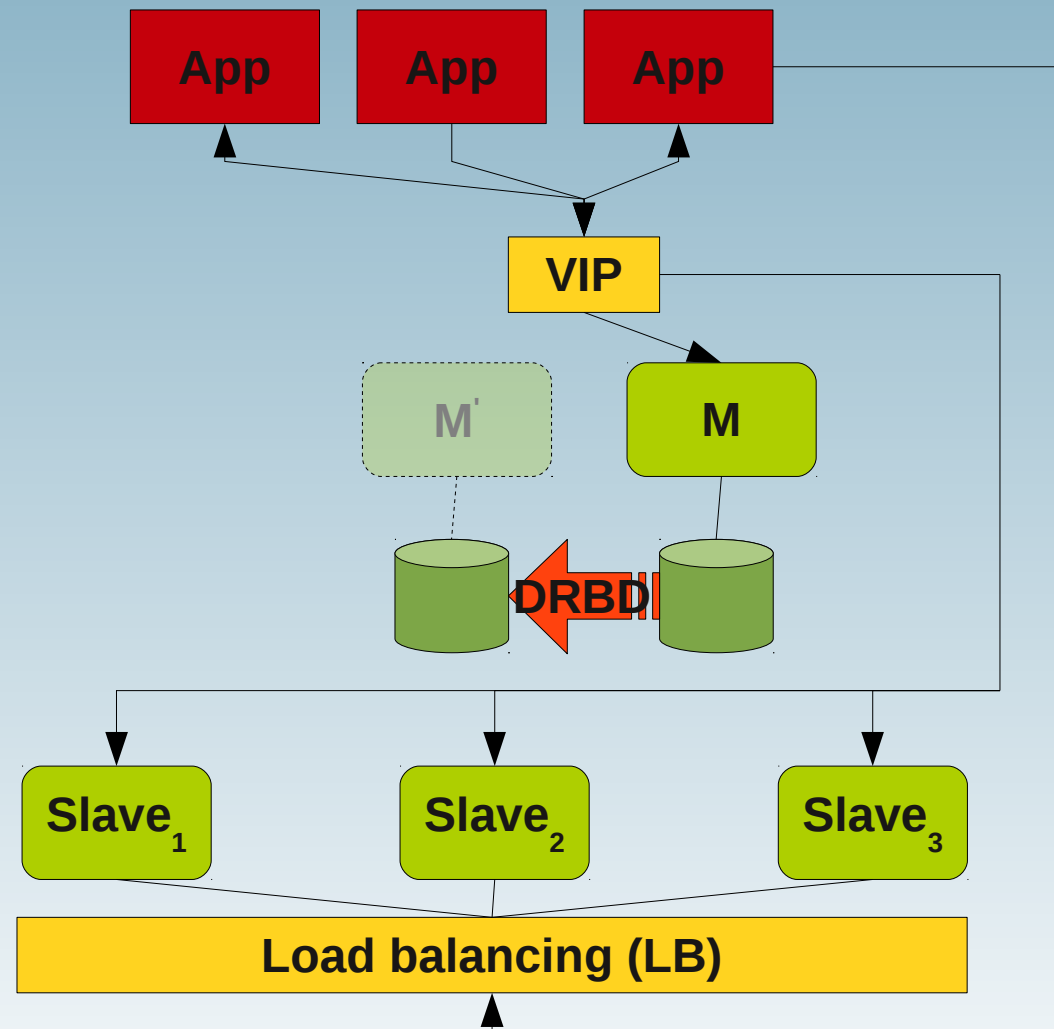 App App App
VIP
M' M
DRBD
Slave1 Slave2 Slave3
Load balancing (LB)